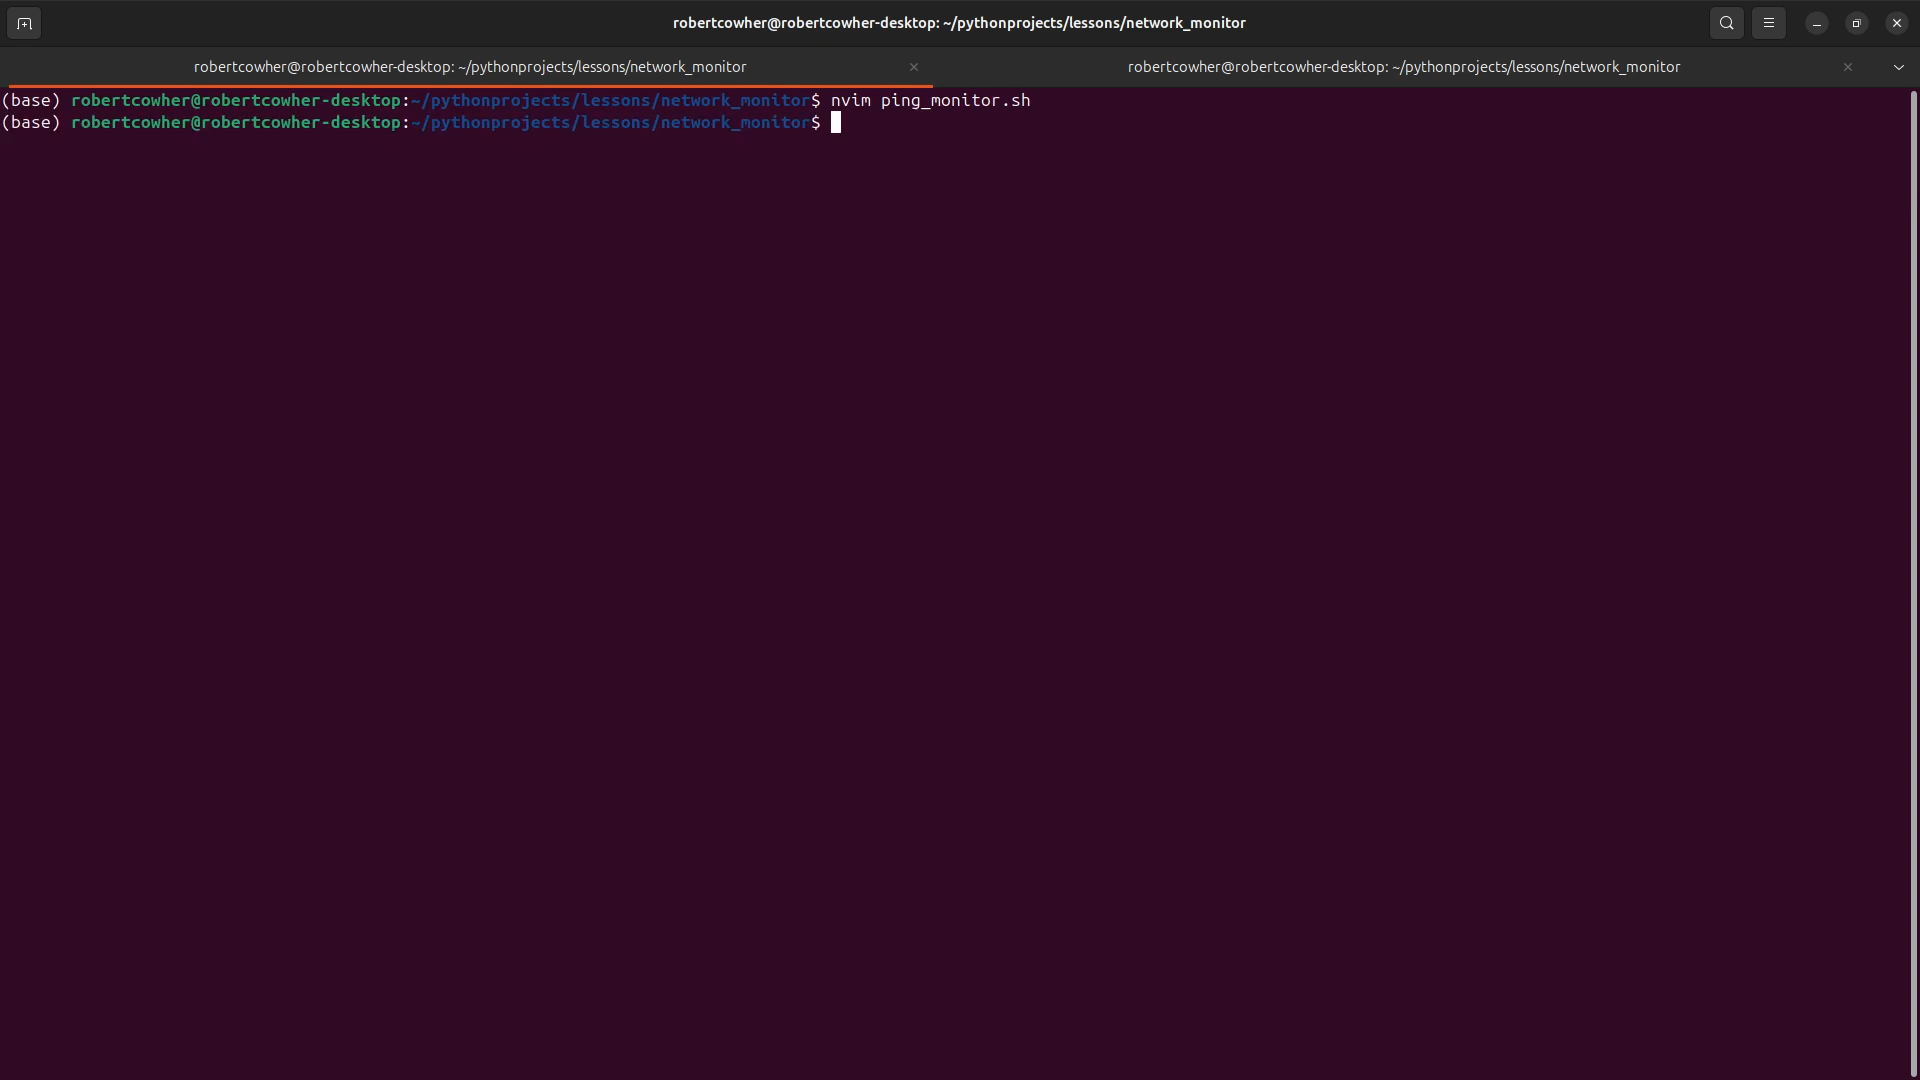 robertcowher@robertcowher-desktop: ~/pythonprojects/lessons/network_monitor
robertcowher@robertcowher-desktop: ~/pythonprojects/lessons/network_monitor
robertcowher@robertcowher-desktop: ~/pythonprojects/lessons/network_monitor
(base) robertcowher@robertcowher-desktop:~/pythonprojects/lessons/network_monitor$ nvim ping_monitor.sh
(base) robertcowher@robertcowher-desktop:~/pythonprojects/lessons/network_monitor$